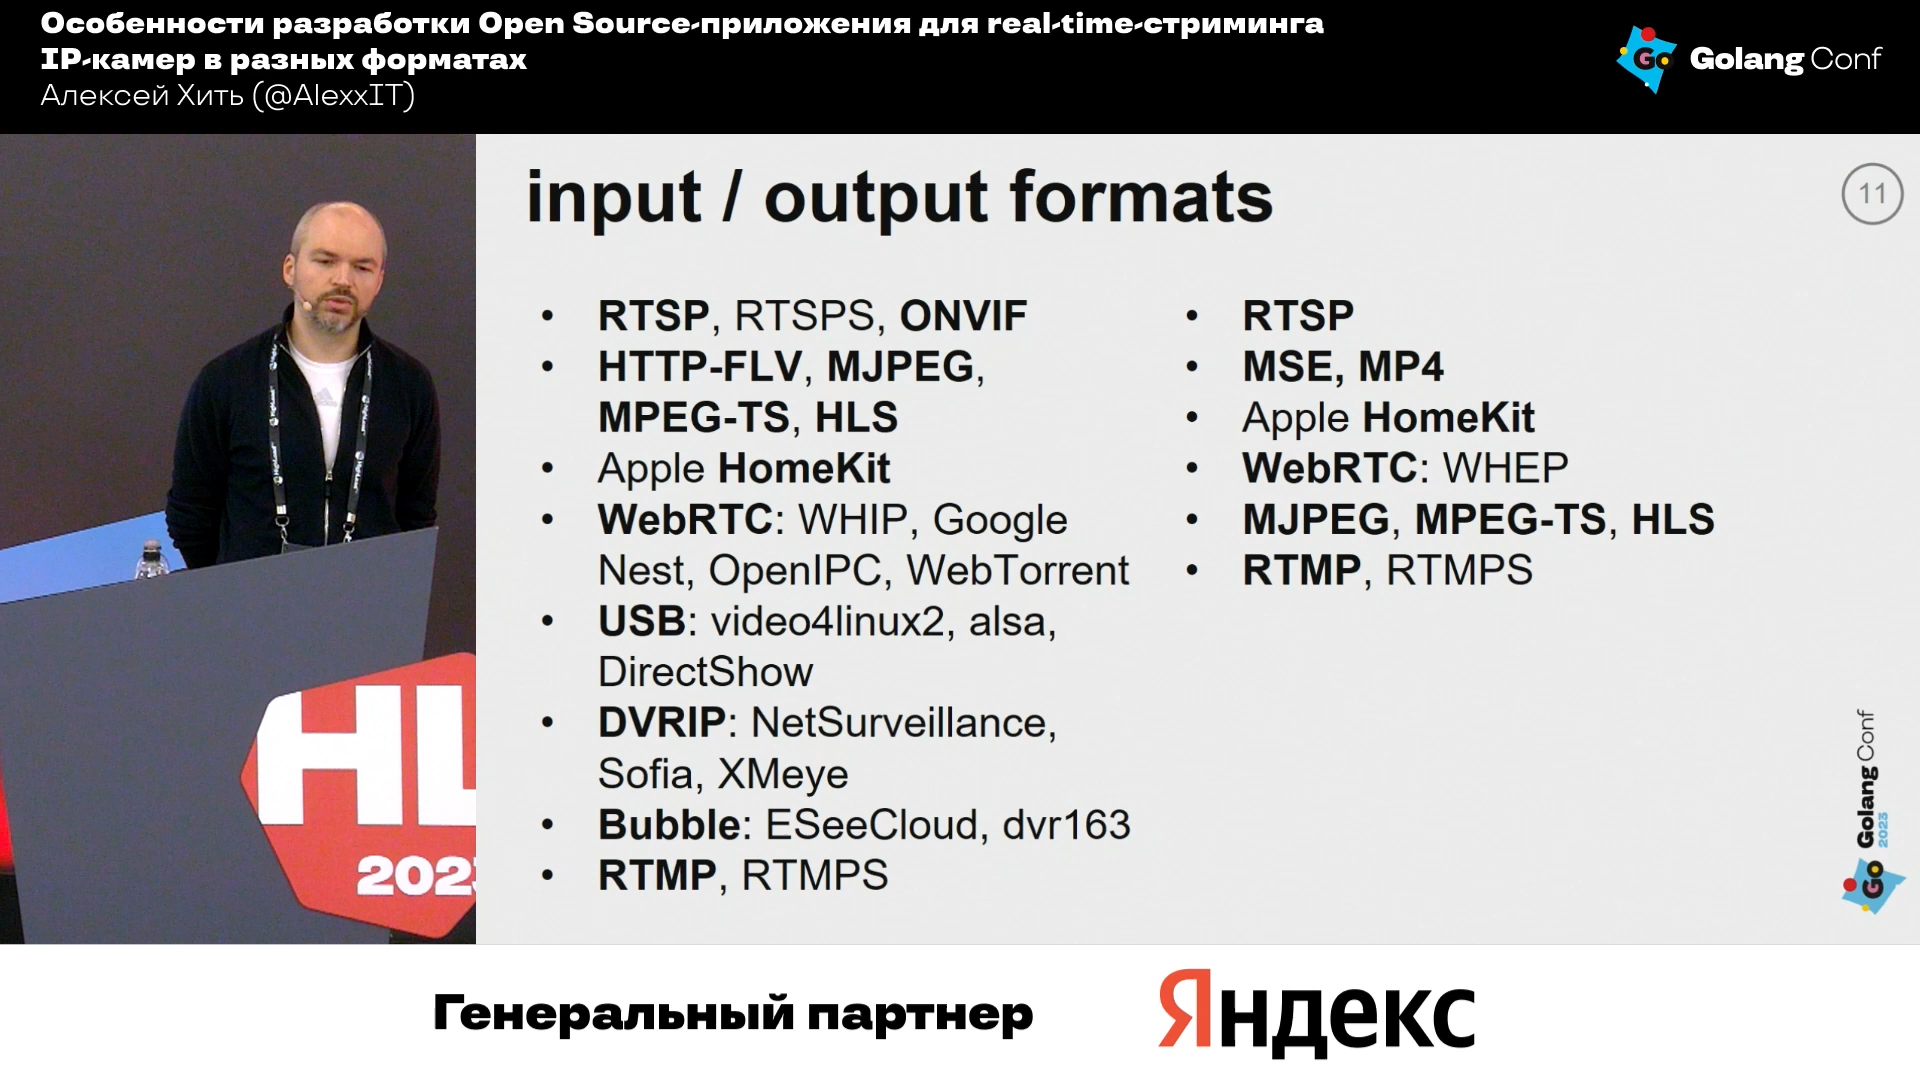 Особенности разработки Open Source-приложения для real-time-стриминга
IP-камер в разных форматах
Алексей Хить (@AlexxIT)
Go Golang Conf
input / output formats
11
• RTSP, RTSPS, ONVIF
• HTTP-FLV, MJPEG,
MPEG-TS, HLS
• Apple HomeKit
• WebRTC: WHIP, Google
Nest, OpenIPC, WebTorrent
• USB: video4linux2, alsa,
DirectShow
• DVRIP: NetSurveillance,
Sofia, XMeye
• Bubble: ESeeCloud, dvr163
• RTMP, RTMPS
• RTSP
• MSE, MP4
• Apple HomeKit
• WebRTC: WHEP
• MJPEG, MPEG-TS, HLS
• RTMP, RTMPS
Go Golang Conf
2023
HL
2023
Генеральный партнер
Яндекс